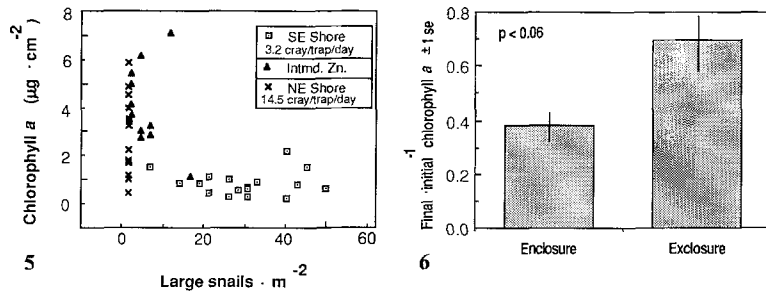 Chlorophyll a (µg · cm⁻²)
8
6
4
2
0
SE Shore
3.2 cray/trap/day
Intmd. Zn.
NE Shore
14.5 cray/trap/day
0 20 40 60
Large snails · m⁻²
5
Final · initial⁻¹ chlorophyll a ±1 se
0.8
0.6
0.4
0.2
0.0
p < 0.06
Enclosure Exclosure
6